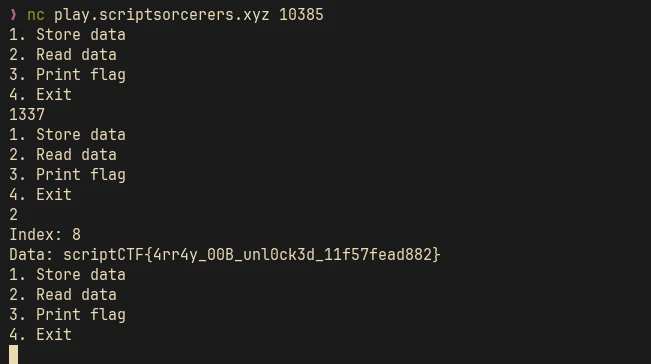 ❯ nc play.scriptsorcerers.xyz 10385
1. Store data
2. Read data
3. Print flag
4. Exit
1337
1. Store data
2. Read data
3. Print flag
4. Exit
2
Index: 8
Data: scriptCTF{4rr4y_00B_unl0ck3d_11f57fead882}
1. Store data
2. Read data
3. Print flag
4. Exit